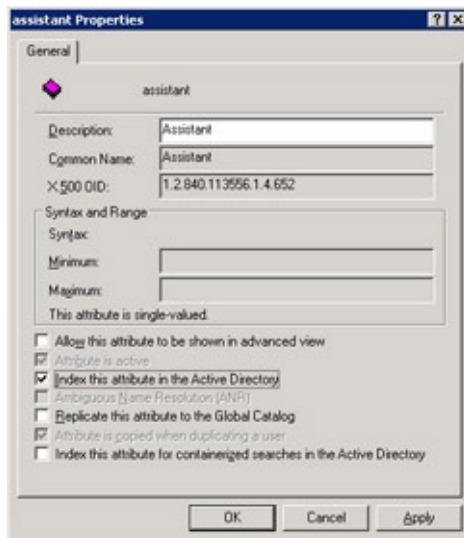 assistant Properties
General
assistant
Description: Assistant
Common Name: Assistant
X.500 OID: 1.2.840.113556.1.4.652
Syntax and Range
Syntax:
Minimum:
Maximum:
This attribute is single-valued.
Allow this attribute to be shown in advanced view
Attribute is active
Index this attribute in the Active Directory
Ambiguous Name Resolution (ANR)
Replicate this attribute to the Global Catalog
Attribute is copied when duplicating a user
Index this attribute for containerized searches in the Active Directory
OK Cancel Apply